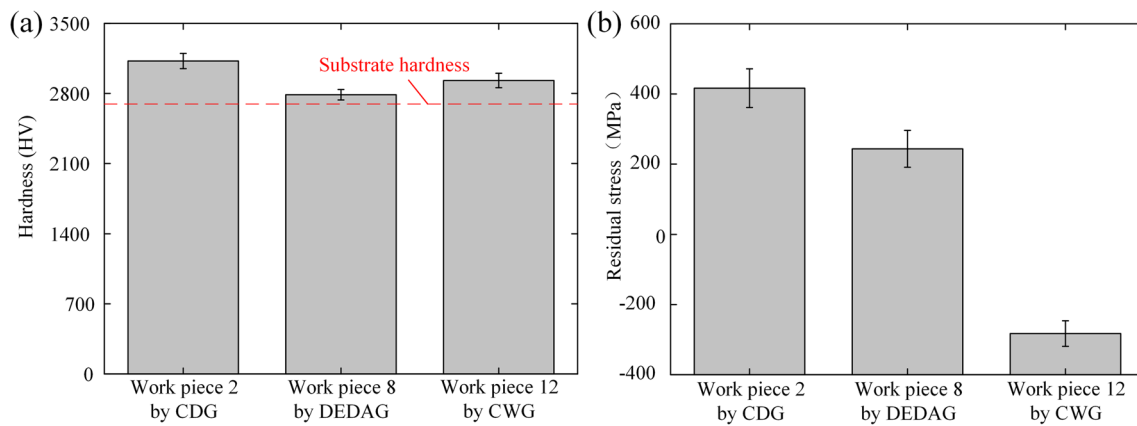 (a)
3500
2800
2100
1400
700
0
Hardness (HV)
Substrate hardness
Work piece 2
by CDG
Work piece 8
by DEDAG
Work piece 12
by CWG
(b)
600
400
200
0
-200
-400
Residual stress（MPa）
Work piece 2
by CDG
Work piece 8
by DEDAG
Work piece 12
by CWG